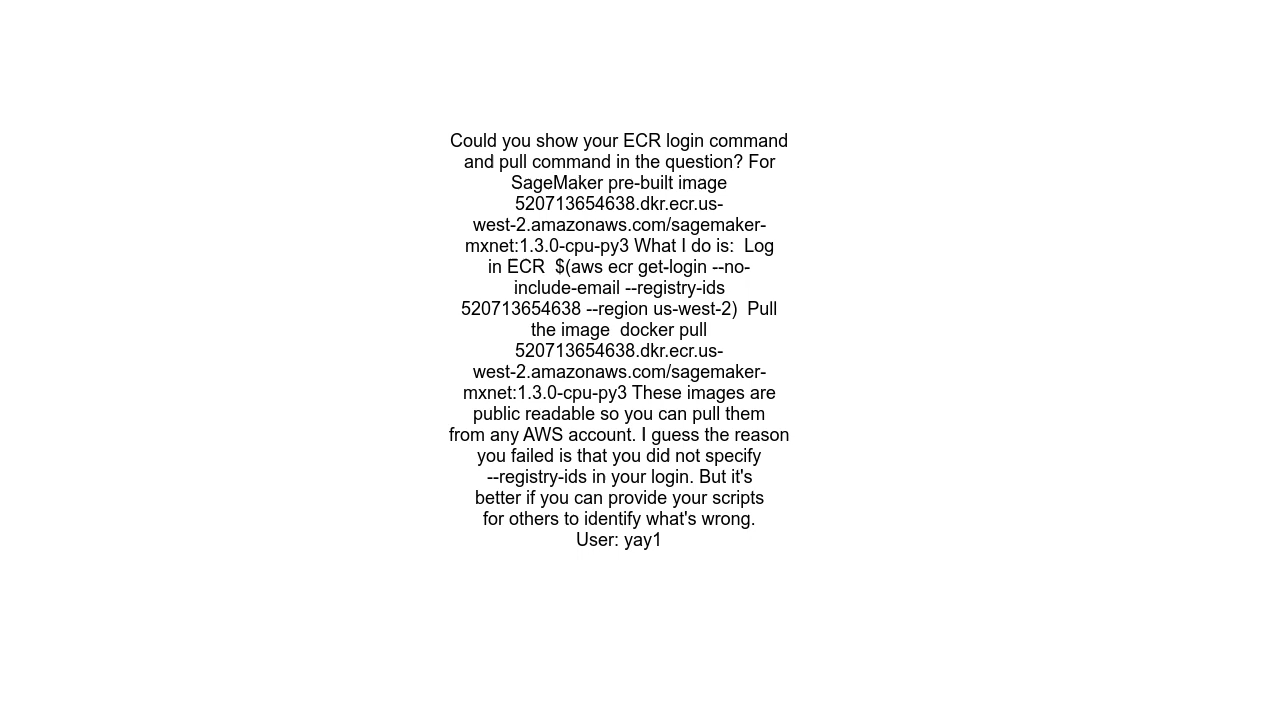 Could you show your ECR login command
and pull command in the question? For
SageMaker pre-built image
520713654638.dkr.ecr.us-
west-2.amazonaws.com/sagemaker-
mxnet:1.3.0-cpu-py3 What I do is:  Log
in ECR  $(aws ecr get-login --no-
include-email --registry-ids
520713654638 --region us-west-2)  Pull
the image  docker pull
520713654638.dkr.ecr.us-
west-2.amazonaws.com/sagemaker-
mxnet:1.3.0-cpu-py3 These images are
public readable so you can pull them
from any AWS account. I guess the reason
you failed is that you did not specify
--registry-ids in your login. But it's
better if you can provide your scripts
for others to identify what's wrong.
User: yay1